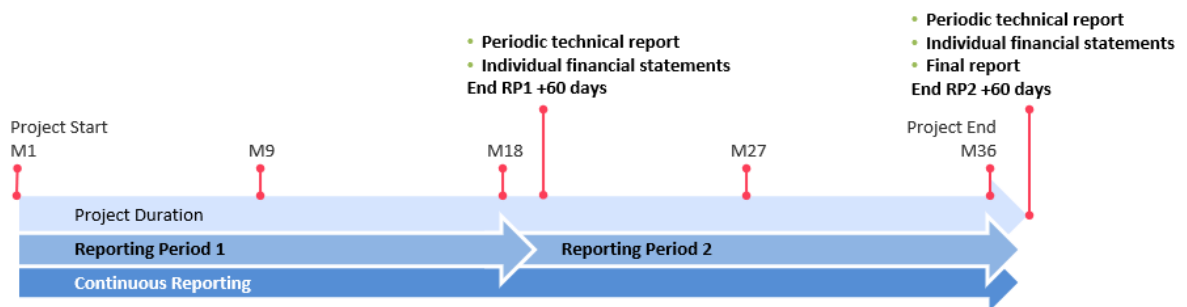 • Periodic technical report
• Individual financial statements
• Final report
End RP2 +60 days
• Periodic technical report
• Individual financial statements
End RP1 +60 days
Project Start
Project End
M1
M9
M18
M27
M36
Project Duration
Reporting Period 1
Reporting Period 2
Continuous Reporting